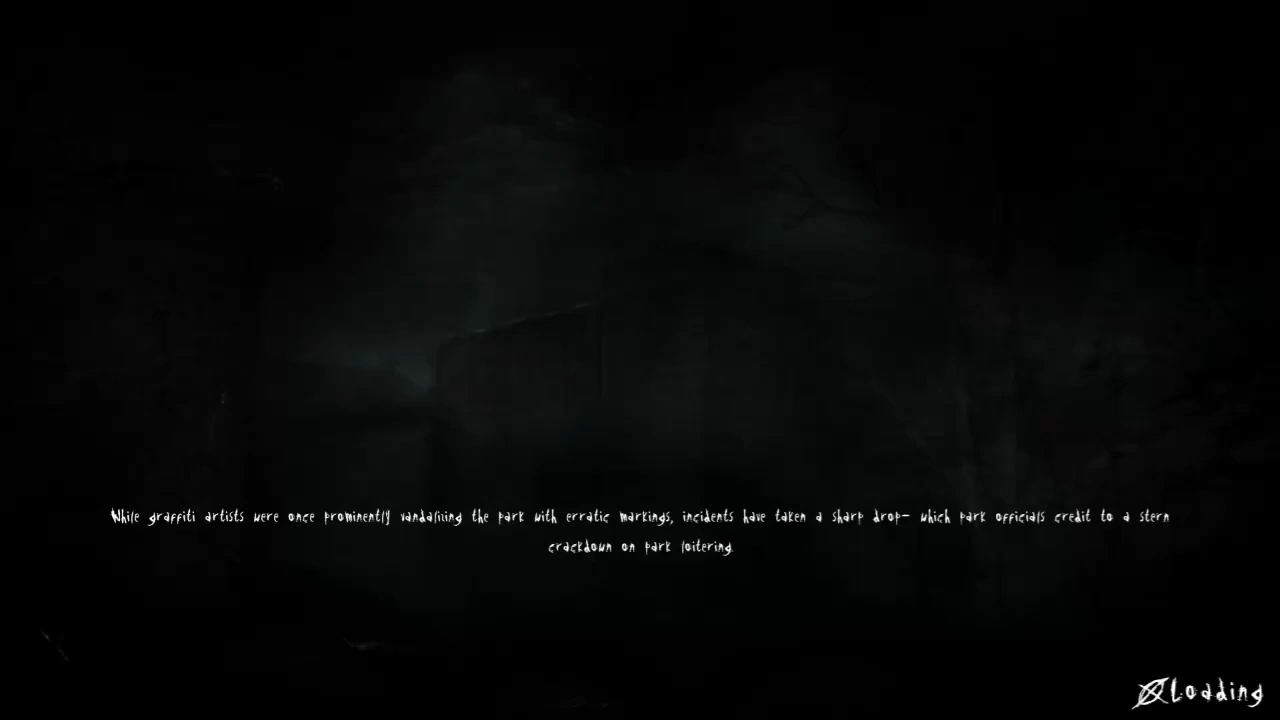 While graffiti artists were once prominently vandalizing the park with erratic markings, incidents have taken a sharp drop- which park officials credit to a stern
crackdown on park loitering.
Loading